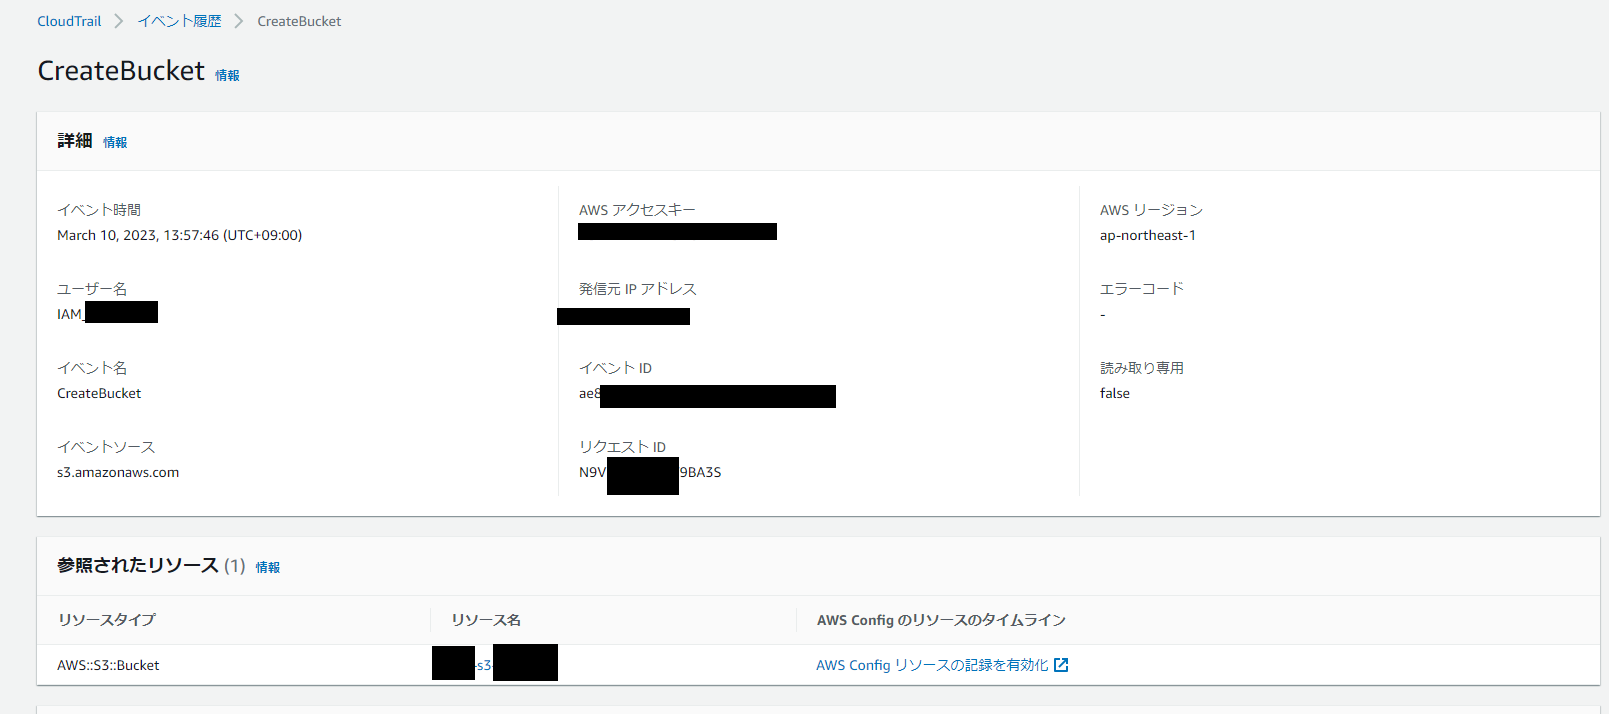 CloudTrail > イベント履歴 > CreateBucket
CreateBucket 情報
詳細 情報
イベント時間
March 10, 2023, 13:57:46 (UTC+09:00)
ユーザー名
IAM_
イベント名
CreateBucket
イベントソース
s3.amazonaws.com
AWS アクセスキー
発信元 IP アドレス
イベント ID
ae8
リクエスト ID
N9V 9BA3S
AWS リージョン
ap-northeast-1
エラーコード
-
読み取り専用
false
参照されたリソース (1) 情報
リソースタイプ リソース名 AWS Config のリソースのタイムライン
AWS::S3::Bucket -s3- AWS Config リソースの記録を有効化